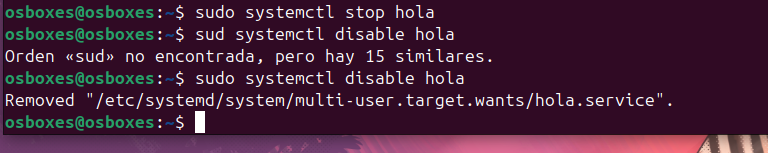 osboxes@osboxes:~$ sudo systemctl stop hola
osboxes@osboxes:~$ sud systemctl disable hola
Orden «sud» no encontrada, pero hay 15 similares.
osboxes@osboxes:~$ sudo systemctl disable hola
Removed "/etc/systemd/system/multi-user.target.wants/hola.service".
osboxes@osboxes:~$